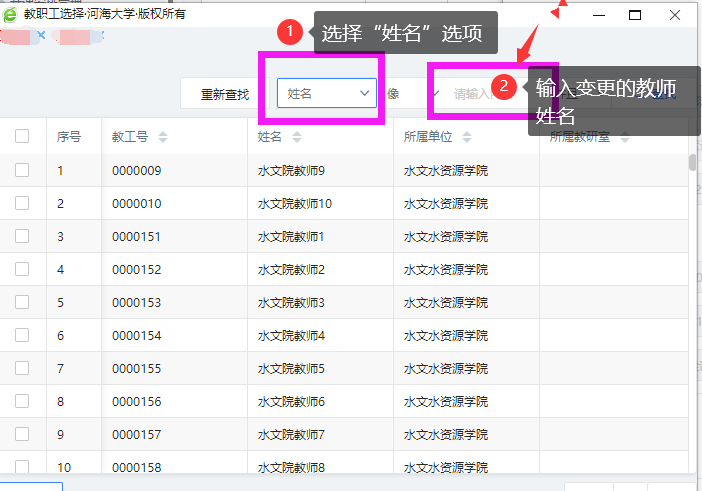 教职工选择·河海大学·版权所有
1 选择“姓名”选项
重新查找 姓名 像 请输入
2 输入变更的教师
姓名
序号 教工号 姓名 所属单位 所属教研室
1 0000009 水文院教师9 水文水资源学院
2 0000010 水文院教师10 水文水资源学院
3 0000151 水文院教师1 水文水资源学院
4 0000152 水文院教师2 水文水资源学院
5 0000153 水文院教师3 水文水资源学院
6 0000154 水文院教师4 水文水资源学院
7 0000155 水文院教师5 水文水资源学院
8 0000156 水文院教师6 水文水资源学院
9 0000157 水文院教师7 水文水资源学院
10 0000158 水文院教师8 水文水资源学院